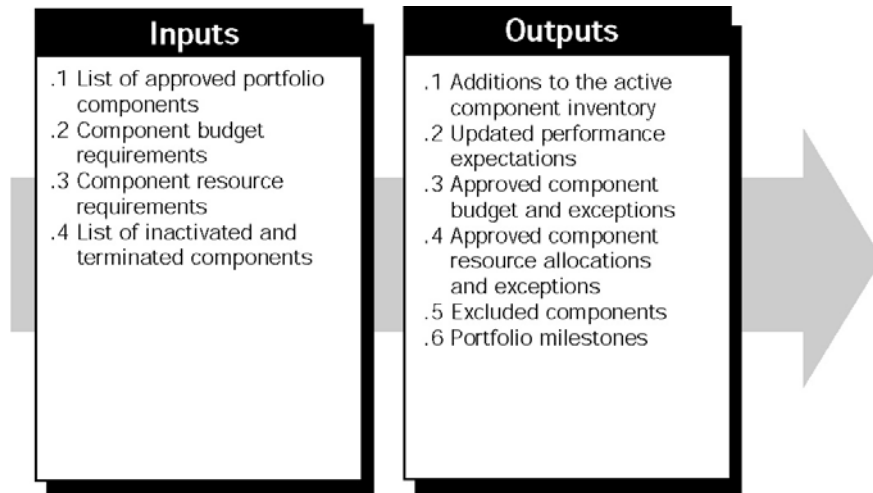 Inputs
.1 List of approved portfolio
components
.2 Component budget
requirements
.3 Component resource
requirements
.4 List of inactivated and
terminated components
Outputs
.1 Additions to the active
component inventory
.2 Updated performance
expectations
.3 Approved component
budget and exceptions
.4 Approved component
resource allocations
and exceptions
.5 Excluded components
.6 Portfolio milestones